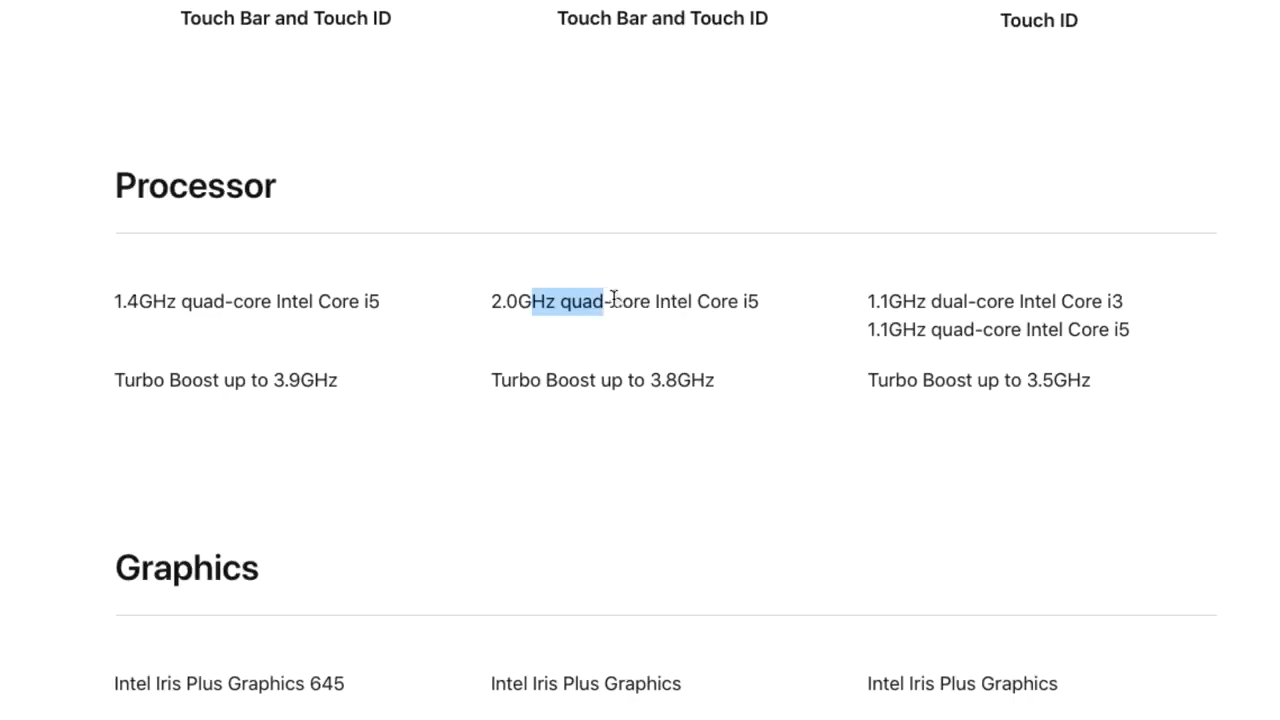 Touch Bar and Touch ID
Touch Bar and Touch ID
Touch ID
Processor
1.4GHz quad-core Intel Core i5
2.0GHz quad-core Intel Core i5
1.1GHz dual-core Intel Core i3
1.1GHz quad-core Intel Core i5
Turbo Boost up to 3.9GHz
Turbo Boost up to 3.8GHz
Turbo Boost up to 3.5GHz
Graphics
Intel Iris Plus Graphics 645
Intel Iris Plus Graphics
Intel Iris Plus Graphics